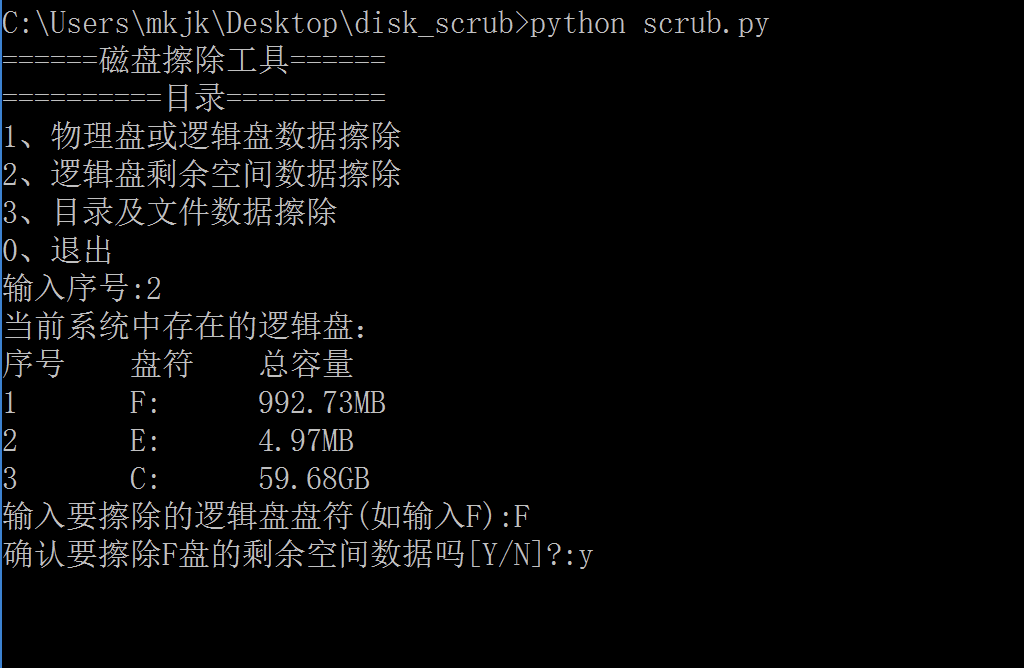 C:\Users\mkjk\Desktop\disk_scrub>python scrub.py
======磁盘擦除工具======
==========目录==========
1、物理盘或逻辑盘数据擦除
2、逻辑盘剩余空间数据擦除
3、目录及文件数据擦除
0、退出
输入序号:2
当前系统中存在的逻辑盘：
序号 盘符 总容量
1 F: 992.73MB
2 E: 4.97MB
3 C: 59.68GB
输入要擦除的逻辑盘盘符(如输入F):F
确认要擦除F盘的剩余空间数据吗[Y/N]?:y